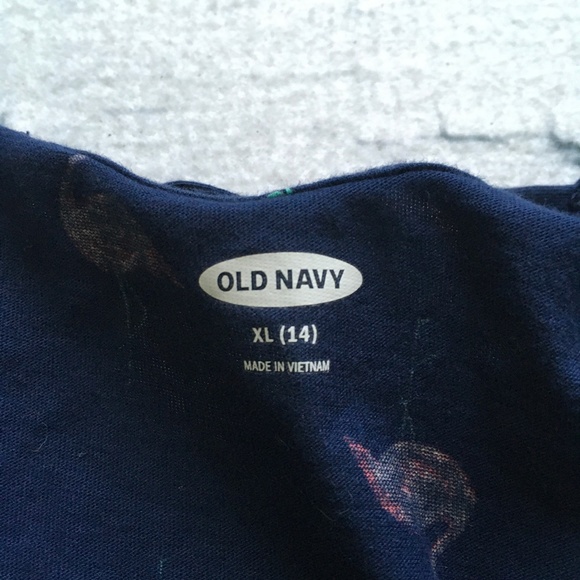 OLD NAVY
XL (14)
MADE IN VIETNAM